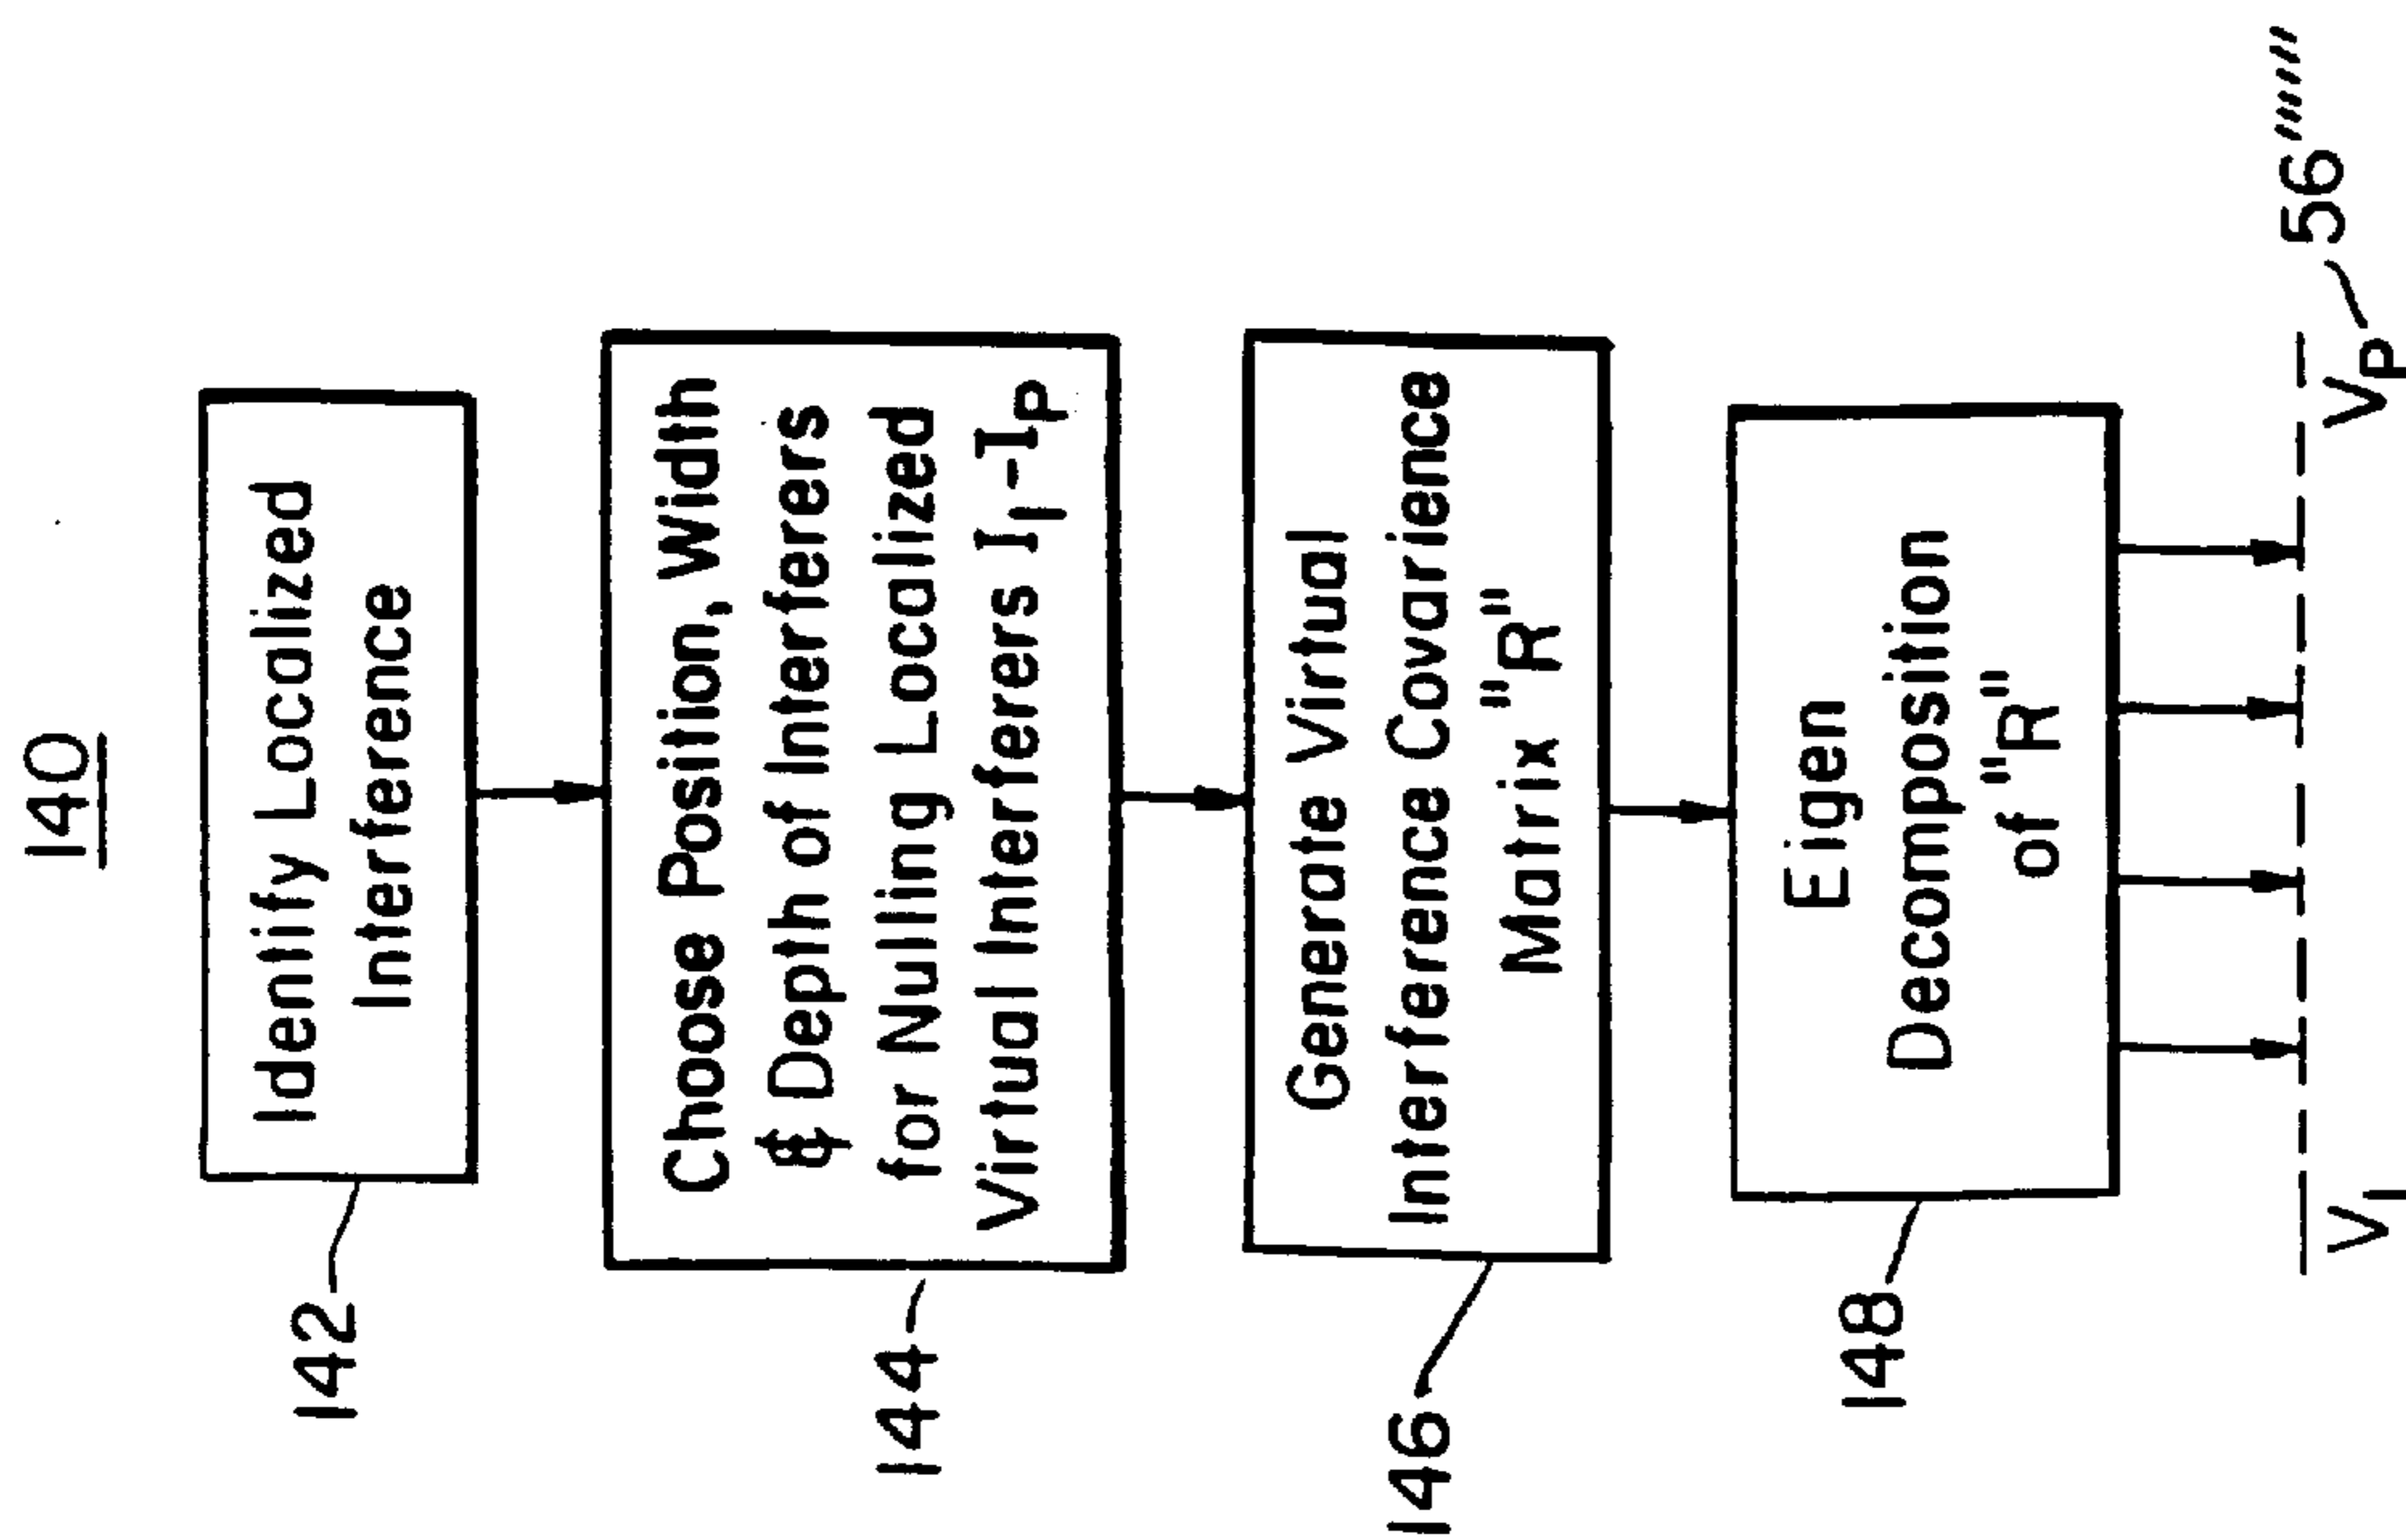 140
142
Identify Localized
Interference
144
Choose Position, Width
& Depth of Interferers
for Nulling Localized
Virtual Interferers I1-IP
146
Generate Virtual
Interference Covarience
Matrix "R"
148
Eigen
Decomposition
of "R"
V1
VP
56""""